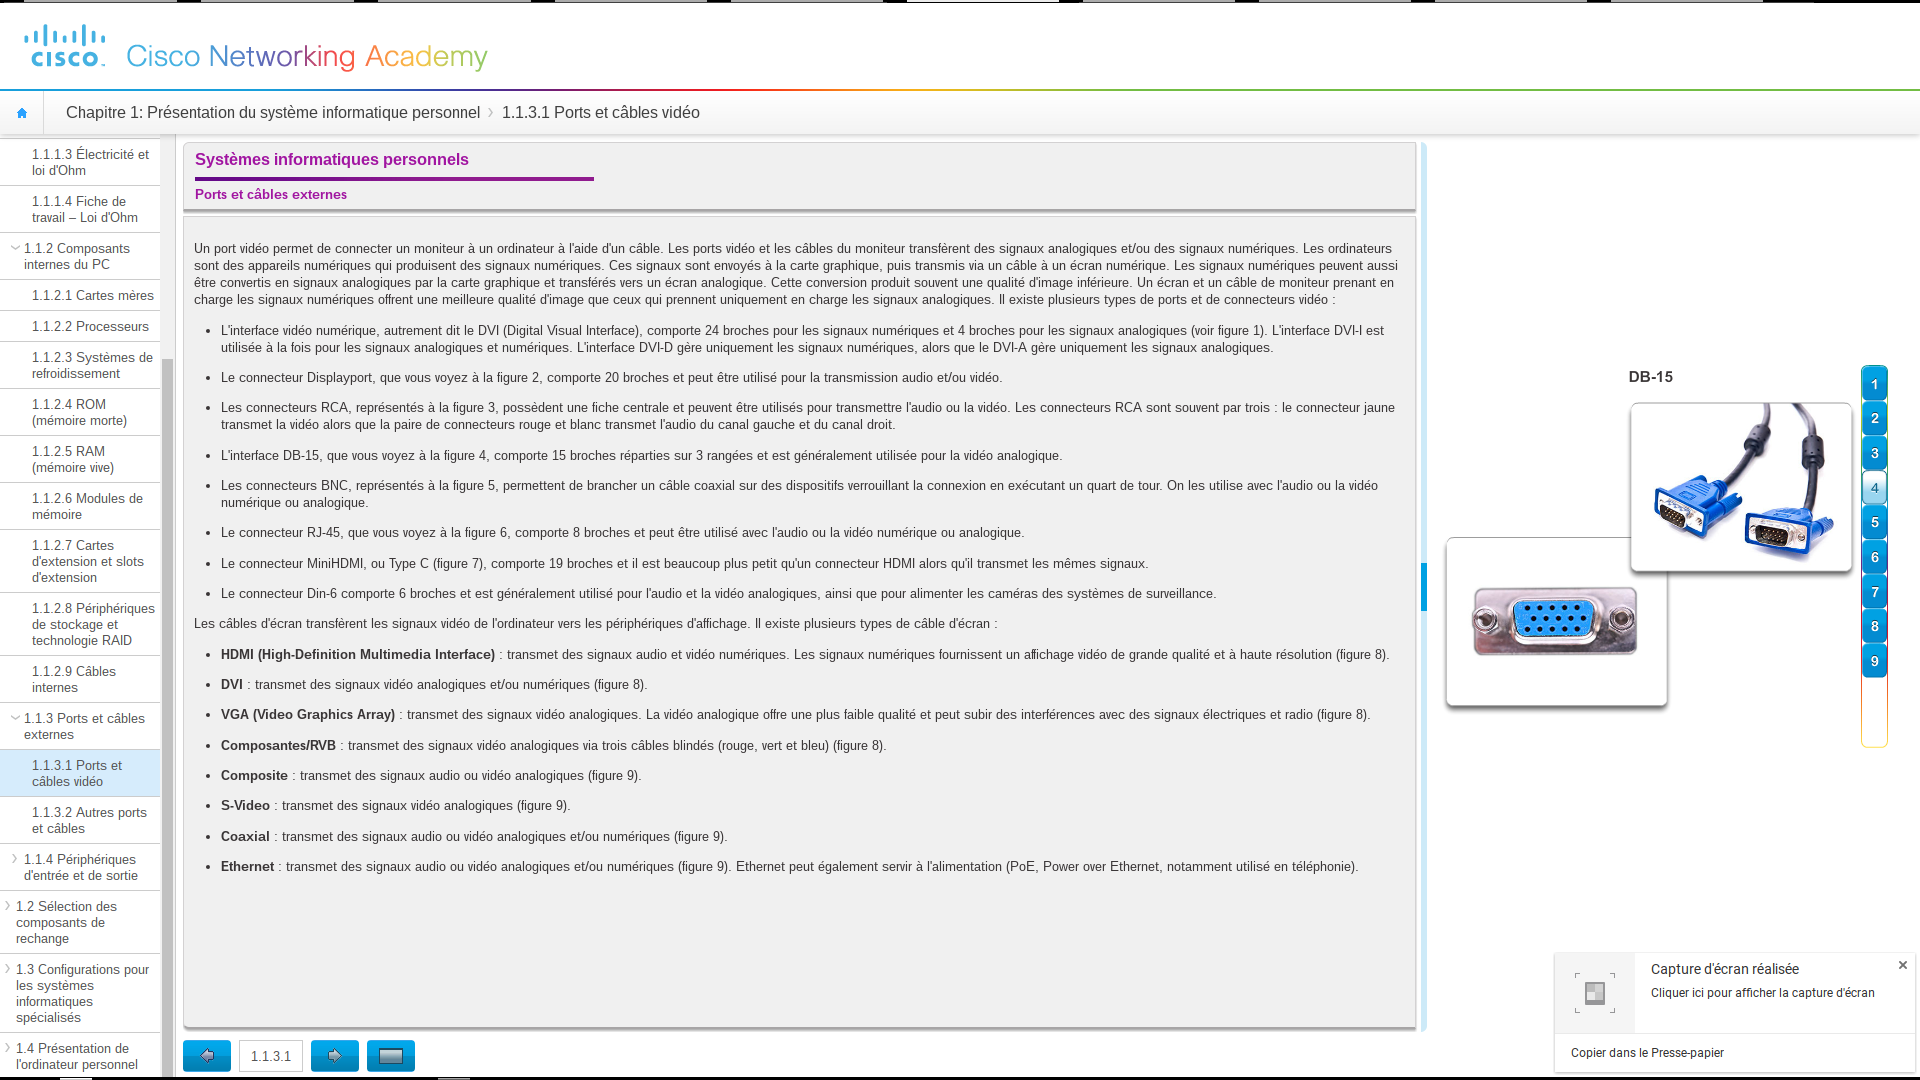 cisco
Cisco Networking Academy
Chapitre 1: Présentation du système informatique personnel
1.1.3.1 Ports et câbles vidéo
1.1.1.3 Électricité et
loi d'Ohm
1.1.1.4 Fiche de
travail – Loi d'Ohm
1.1.2 Composants
internes du PC
1.1.2.1 Cartes mères
1.1.2.2 Processeurs
1.1.2.3 Systèmes de
refroidissement
1.1.2.4 ROM
(mémoire morte)
1.1.2.5 RAM
(mémoire vive)
1.1.2.6 Modules de
mémoire
1.1.2.7 Cartes
d'extension et slots
d'extension
1.1.2.8 Périphériques
de stockage et
technologie RAID
1.1.2.9 Câbles
internes
1.1.3 Ports et câbles
externes
1.1.3.1 Ports et
câbles vidéo
1.1.3.2 Autres ports
et câbles
1.1.4 Périphériques
d'entrée et de sortie
1.2 Sélection des
composants de
rechange
1.3 Configurations pour
les systèmes
informatiques
spécialisés
1.4 Présentation de
l'ordinateur personnel
Systèmes informatiques personnels
Ports et câbles externes
Un port vidéo permet de connecter un moniteur à un ordinateur à l'aide d'un câble. Les ports vidéo et les câbles du moniteur transfèrent des signaux analogiques et/ou des signaux numériques. Les ordinateurs
sont des appareils numériques qui produisent des signaux numériques. Ces signaux sont envoyés à la carte graphique, puis transmis via un câble à un écran numérique. Les signaux numériques peuvent aussi
être convertis en signaux analogiques par la carte graphique et transférés vers un écran analogique. Cette conversion produit souvent une qualité d'image inférieure. Un écran et un câble de moniteur prenant en
charge les signaux numériques offrent une meilleure qualité d'image que ceux qui prennent uniquement en charge les signaux analogiques. Il existe plusieurs types de ports et de connecteurs vidéo :
• L'interface vidéo numérique, autrement dit le DVI (Digital Visual Interface), comporte 24 broches pour les signaux numériques et 4 broches pour les signaux analogiques (voir figure 1). L'interface DVI-I est
utilisée à la fois pour les signaux analogiques et numériques. L'interface DVI-D gère uniquement les signaux numériques, alors que le DVI-A gère uniquement les signaux analogiques.
• Le connecteur Displayport, que vous voyez à la figure 2, comporte 20 broches et peut être utilisé pour la transmission audio et/ou vidéo.
• Les connecteurs RCA, représentés à la figure 3, possèdent une fiche centrale et peuvent être utilisés pour transmettre l'audio ou la vidéo. Les connecteurs RCA sont souvent par trois : le connecteur jaune
transmet la vidéo alors que la paire de connecteurs rouge et blanc transmet l'audio du canal gauche et du canal droit.
• L'interface DB-15, que vous voyez à la figure 4, comporte 15 broches réparties sur 3 rangées et est généralement utilisée pour la vidéo analogique.
• Les connecteurs BNC, représentés à la figure 5, permettent de brancher un câble coaxial sur des dispositifs verrouillant la connexion en exécutant un quart de tour. On les utilise avec l'audio ou la vidéo
numérique ou analogique.
• Le connecteur RJ-45, que vous voyez à la figure 6, comporte 8 broches et peut être utilisé avec l'audio ou la vidéo numérique ou analogique.
• Le connecteur MiniHDMI, ou Type C (figure 7), comporte 19 broches et il est beaucoup plus petit qu'un connecteur HDMI alors qu'il transmet les mêmes signaux.
• Le connecteur Din-6 comporte 6 broches et est généralement utilisé pour l'audio et la vidéo analogiques, ainsi que pour alimenter les caméras des systèmes de surveillance.
Les câbles d'écran transfèrent les signaux vidéo de l'ordinateur vers les périphériques d'affichage. Il existe plusieurs types de câble d'écran :
• HDMI (High-Definition Multimedia Interface) : transmet des signaux audio et vidéo numériques. Les signaux numériques fournissent un affichage vidéo de grande qualité et à haute résolution (figure 8).
• DVI : transmet des signaux vidéo analogiques et/ou numériques (figure 8).
• VGA (Video Graphics Array) : transmet des signaux vidéo analogiques. La vidéo analogique offre une plus faible qualité et peut subir des interférences avec des signaux électriques et radio (figure 8).
• Composantes/RVB : transmet des signaux vidéo analogiques via trois câbles blindés (rouge, vert et bleu) (figure 8).
• Composite : transmet des signaux audio ou vidéo analogiques (figure 9).
• S-Video : transmet des signaux vidéo analogiques (figure 9).
• Coaxial : transmet des signaux audio ou vidéo analogiques et/ou numériques (figure 9).
• Ethernet : transmet des signaux audio ou vidéo analogiques et/ou numériques (figure 9). Ethernet peut également servir à l'alimentation (PoE, Power over Ethernet, notamment utilisé en téléphonie).
1.1.3.1
DB-15
1
2
3
4
5
6
7
8
9
Capture d'écran réalisée
Cliquer ici pour afficher la capture d'écran
Copier dans le Presse-papier